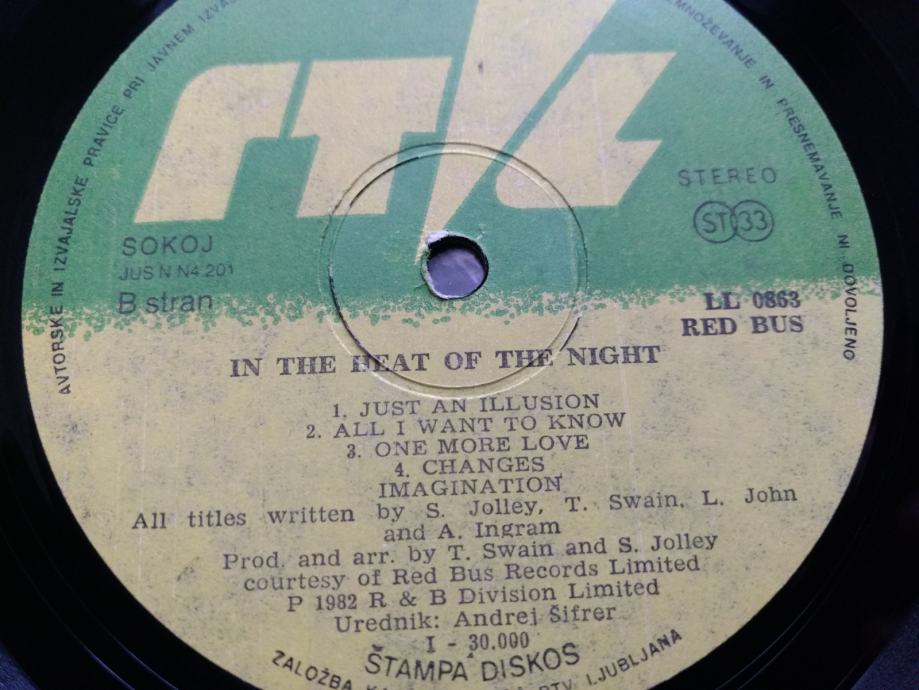 rtvl
AVTORSKE IN IZVAJALSKE PRAVICE PRI JAVNEM
PRESNEMAVANJE NI DOVOLJENO
STEREO
ST 33
SOKOJ
JUS N N4.201
B stran
LL 0863
RED BUS
IN THE HEAT OF THE NIGHT
1. JUST AN ILLUSION
2. ALL I WANT TO KNOW
3. ONE MORE LOVE
4. CHANGES
IMAGINATION
All titles written by S. Jolley, T. Swain, L. John
and A. Ingram
Prod. and arr. by T. Swain and S. Jolley
courtesy of Red Bus Records Limited
P 1982 R & B Division Limited
Urednik: Andrej Šifrer
I - 30.000
ŠTAMPA DISKOS
ZALOŽBA RTV LJUBLJANA